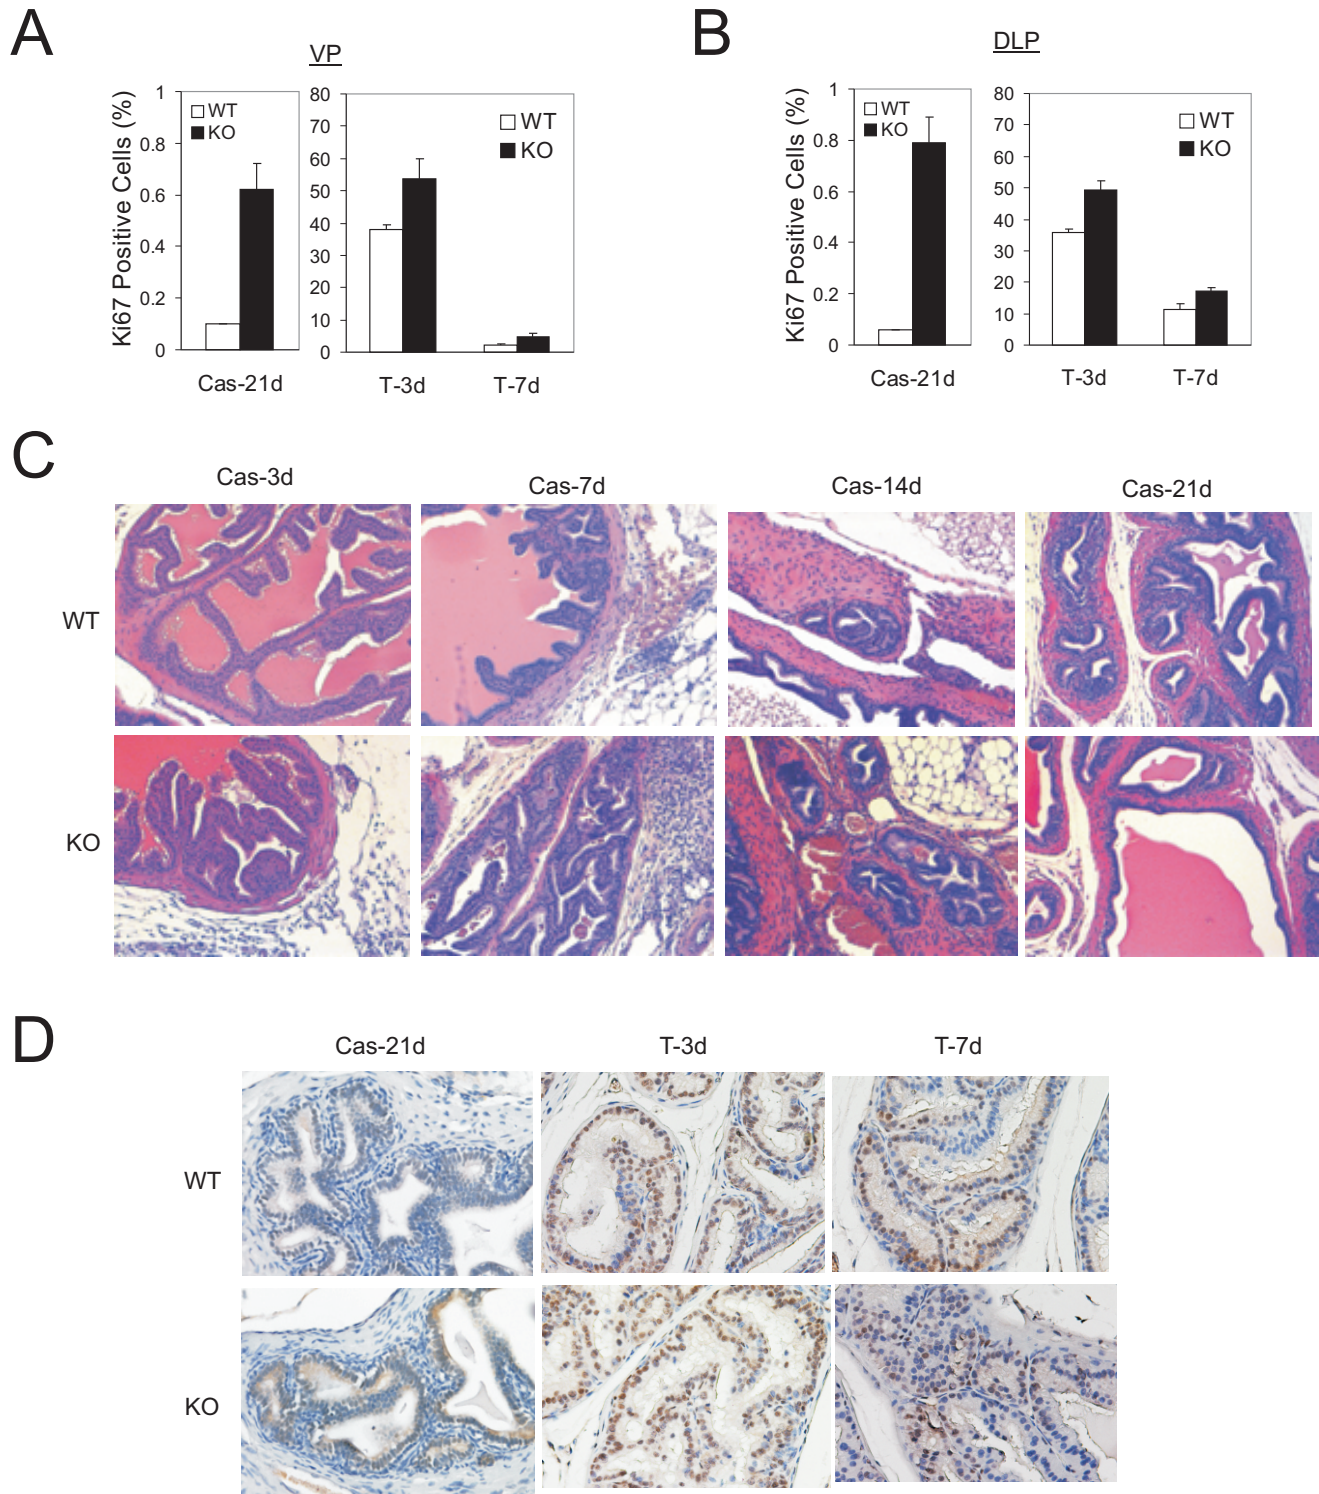 A
VP
Ki67 Positive Cells (%)
1
0.8
0.6
0.4
0.2
0
WT
KO
Cas-21d
80
70
60
50
40
30
20
10
0
WT
KO
T-3d
T-7d
B
DLP
Ki67 Positive Cells (%)
1
0.8
0.6
0.4
0.2
0
WT
KO
Cas-21d
80
70
60
50
40
30
20
10
0
WT
KO
T-3d
T-7d
C
Cas-3d
Cas-7d
Cas-14d
Cas-21d
WT
KO
D
Cas-21d
T-3d
T-7d
WT
KO